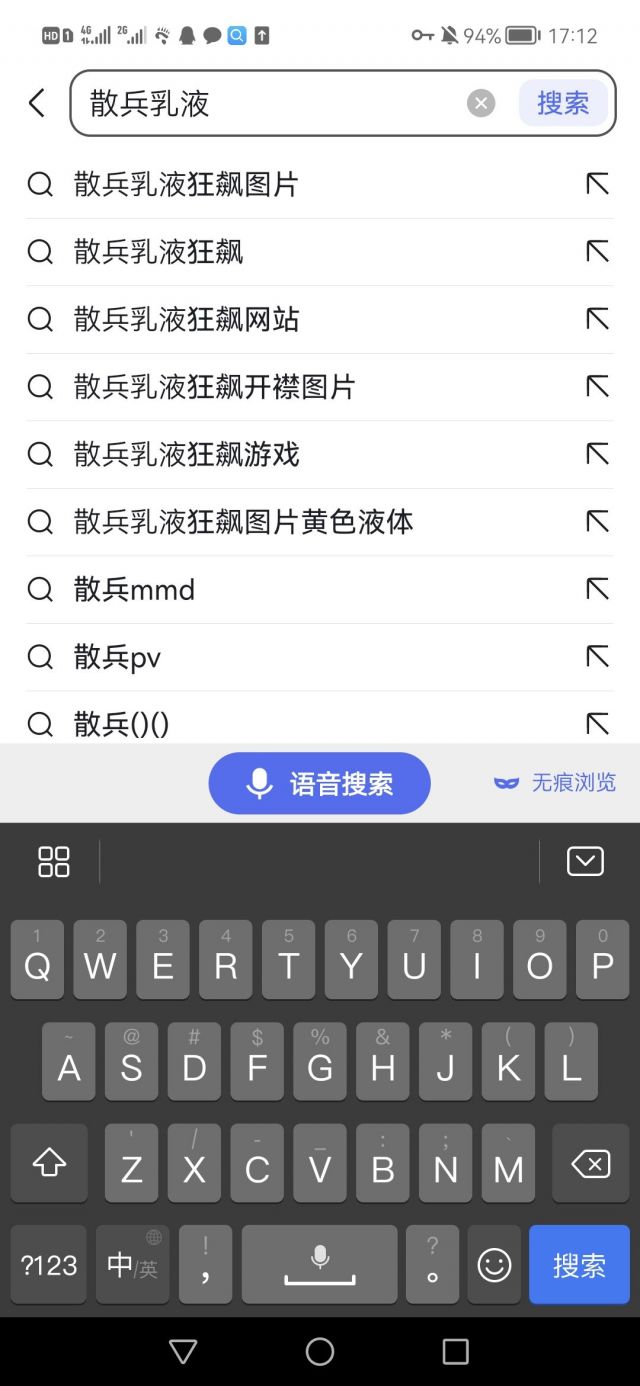 HD 1 4G 2G 94% 17:12
散兵乳液 搜索
散兵乳液狂飙图片
散兵乳液狂飙
散兵乳液狂飙网站
散兵乳液狂飙开襟图片
散兵乳液狂飙游戏
散兵乳液狂飙图片黄色液体
散兵mmd
散兵pv
散兵()()
语音搜索 无痕浏览
1 2 3 4 5 6 7 8 9 0
Q W E R T Y U I O P
~ @ # $ % & * ( )
A S D F G H J K L
' / - _ : ; `
Z X C V B N M
! ?
?123 中/英 , 。 搜索